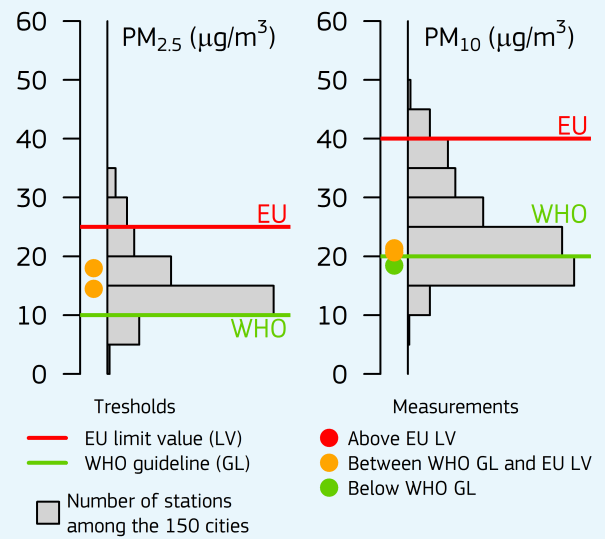 PM2.5 (µg/m³)
60
50
40
30
20
10
0
EU
WHO
PM10 (µg/m³)
60
50
40
30
20
10
0
EU
WHO
Tresholds
EU limit value (LV)
WHO guideline (GL)
Number of stations
among the 150 cities
Measurements
Above EU LV
Between WHO GL and EU LV
Below WHO GL